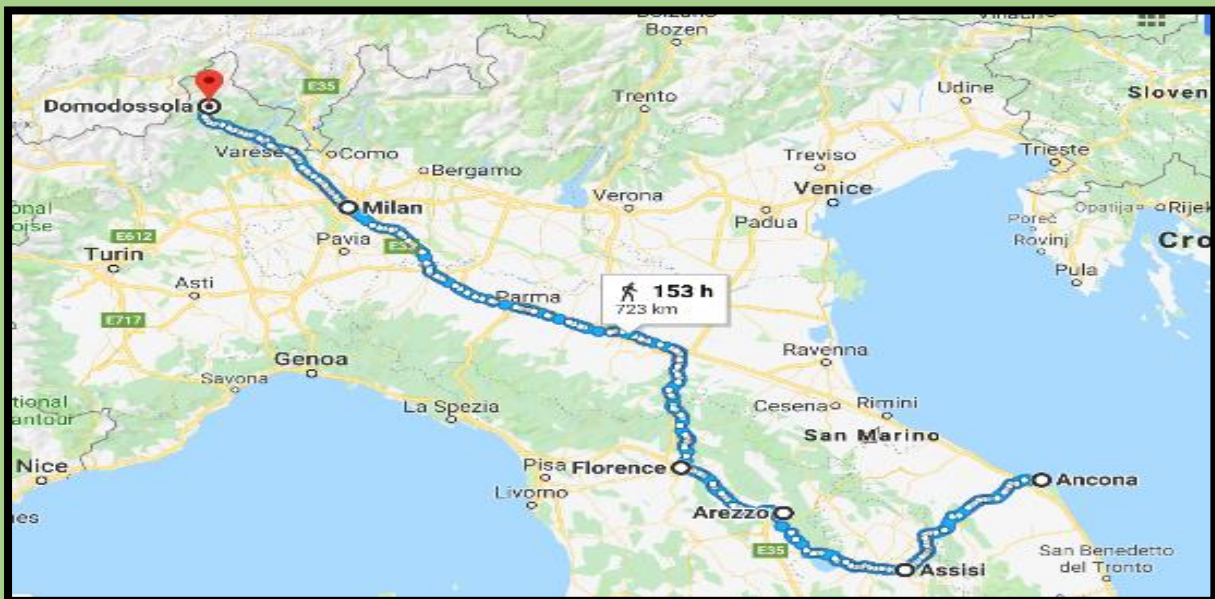 Bolzano
Bozen
Udine
Domodossola
E35
Trento
Sloven
Varese
Como
Treviso
Trieste
Bergamo
Milan
Verona
Padua
Venice
Poreč
Opatija
Rijek
Rovinj
Cro
E612
Pavia
Turin
Pula
Asti
Parma
153 h
723 km
E717
Genoa
Ravenna
Savona
La Spezia
Cesena
Rimini
San Marino
Nice
Pisa
Florence
Ancona
Livorno
Arezzo
E35
San Benedetto
del Tronto
Assisi